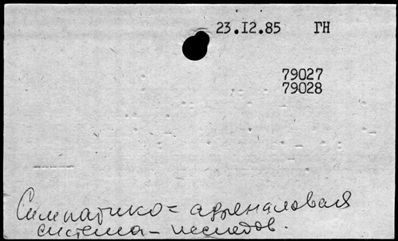 23.12.85 ГН
79027
79028
Симпатико-адреналовая
система - исследов.